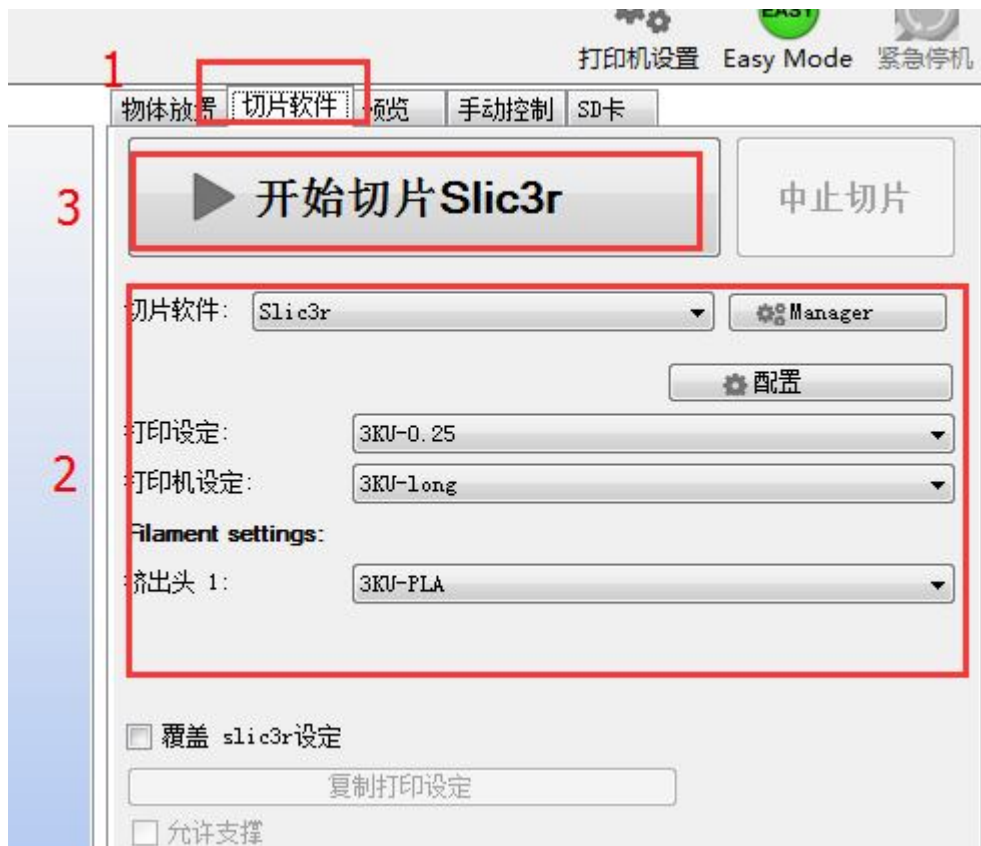 EASY
打印机设置 Easy Mode 紧急停机
1
物体放置 切片软件 预览 手动控制 SD卡
3
开始切片Slic3r 中止切片
切片软件: Slic3r Manager
配置
打印设定: 3KU-0.25
2
打印机设定: 3KU-long
Filament settings:
挤出头 1: 3KU-PLA
覆盖 slic3r设定
复制打印设定
允许支撑